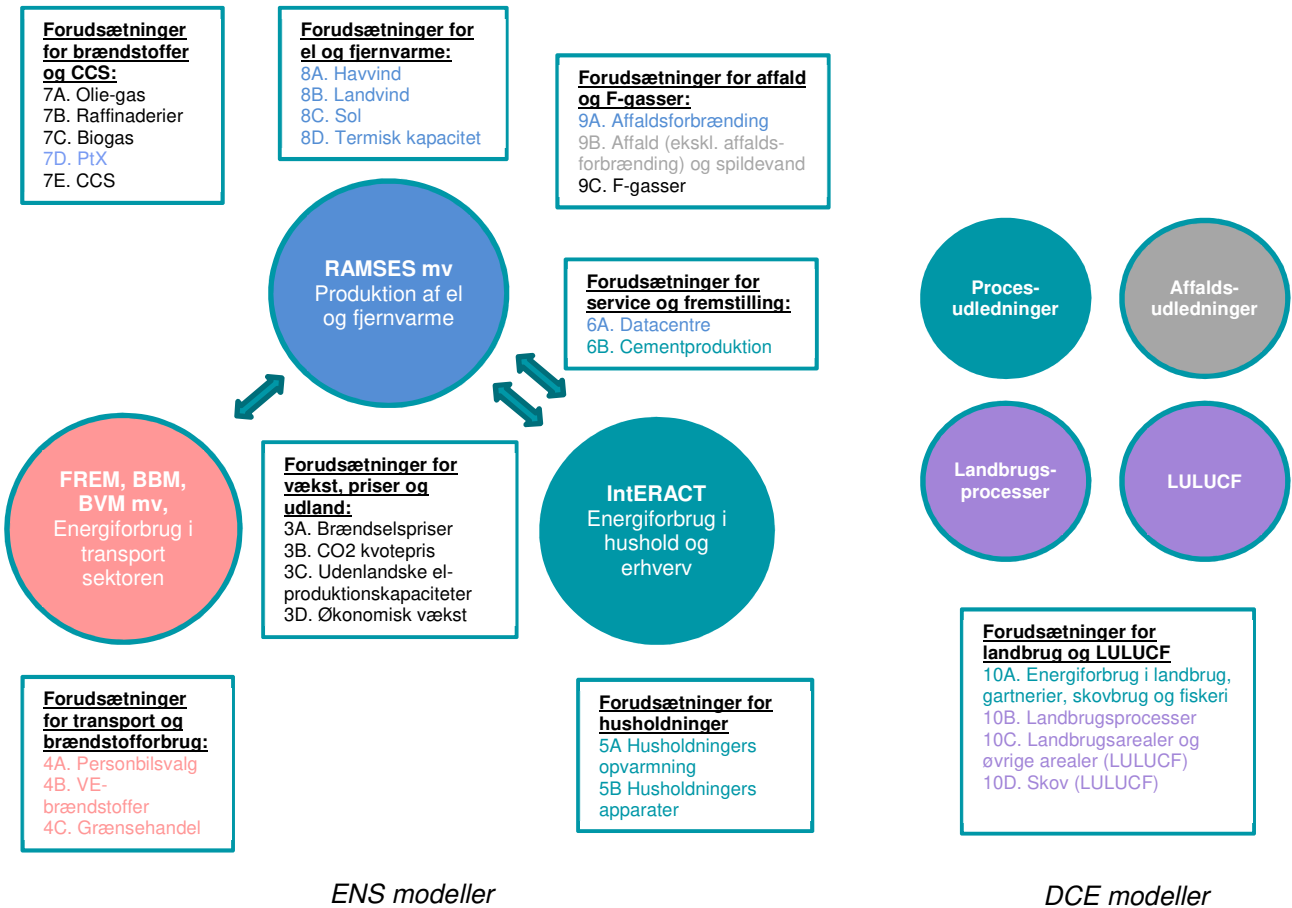 Forudsætninger
for brændstoffer
og CCS:
7A. Olie-gas
7B. Raffinaderier
7C. Biogas
7D. PtX
7E. CCS
Forudsætninger for
el og fjernvarme:
8A. Havvind
8B. Landvind
8C. Sol
8D. Termisk kapacitet
Forudsætninger for affald
og F-gasser:
9A. Affaldsforbrænding
9B. Affald (ekskl. affalds-
forbrænding) og spildevand
9C. F-gasser
RAMSES mv
Produktion af el
og fjernvarme
Forudsætninger for
service og fremstilling:
6A. Datacentre
6B. Cementproduktion
Proces-
udledninger
Affalds-
udledninger
FREM, BBM,
BVM mv,
Energiforbrug i
transport
sektoren
Forudsætninger for
vækst, priser og
udland:
3A. Brændselspriser
3B. CO2 kvotepris
3C. Udenlandske el-
produktionskapaciteter
3D. Økonomisk vækst
IntERACT
Energiforbrug i
hushold og
erhverv
Landbrugs-
processer
LULUCF
Forudsætninger
for transport og
brændstofforbrug:
4A. Personbilsvalg
4B. VE-
brændstoffer
4C. Grænsehandel
Forudsætninger for
husholdninger
5A Husholdningers
opvarmning
5B Husholdningers
apparater
Forudsætninger for
landbrug og LULUCF
10A. Energiforbrug i landbrug,
gartnerier, skovbrug og fiskeri
10B. Landbrugsprocesser
10C. Landbrugsarealer og
øvrige arealer (LULUCF)
10D. Skov (LULUCF)
ENS modeller
DCE modeller